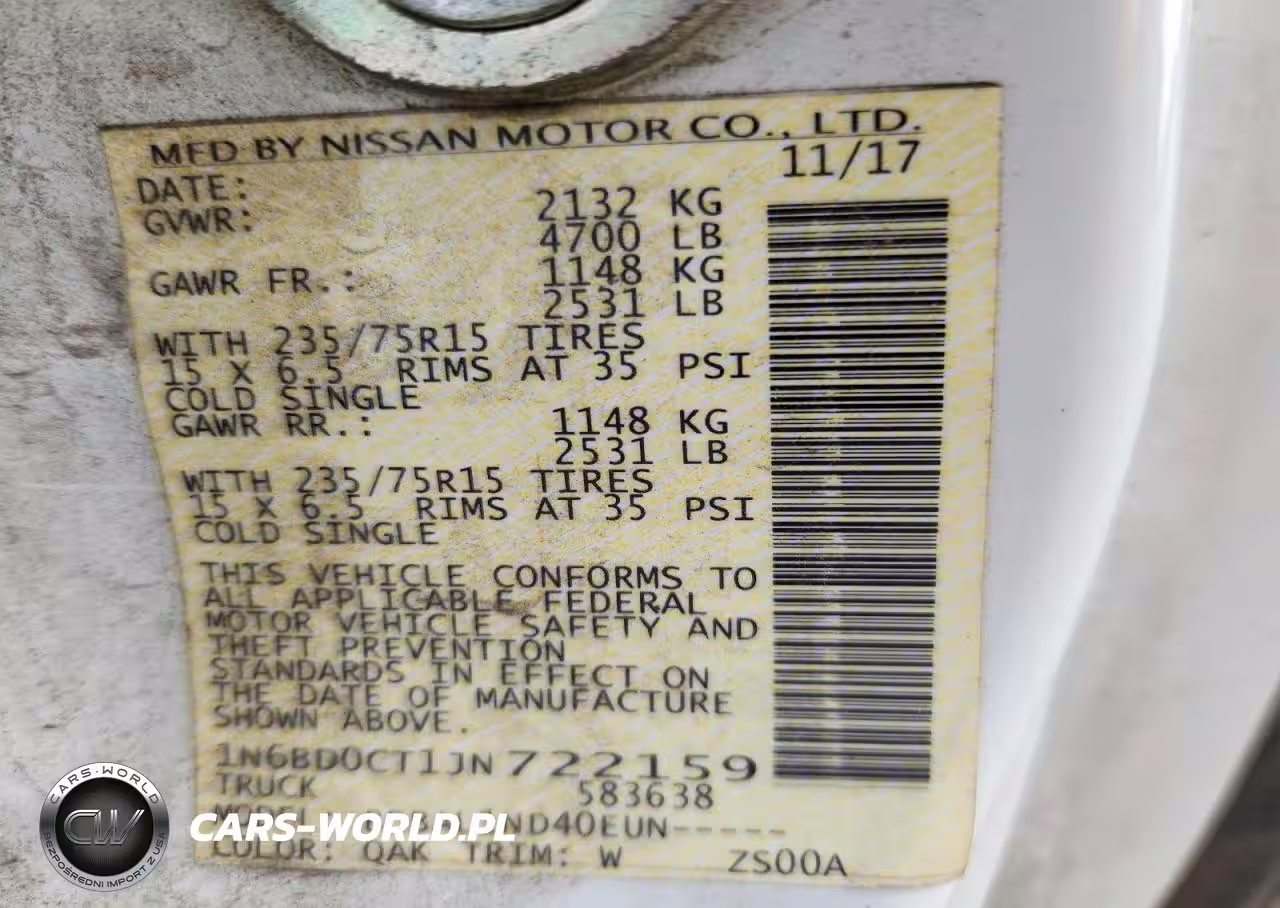 MFD BY NISSAN MOTOR CO., LTD.
DATE: 11/17
GVWR: 2132 KG
4700 LB
GAWR FR.: 1148 KG
2531 LB
WITH 235/75R15 TIRES
15 X 6.5 RIMS AT 35 PSI
COLD SINGLE
GAWR RR.: 1148 KG
2531 LB
WITH 235/75R15 TIRES
15 X 6.5 RIMS AT 35 PSI
COLD SINGLE
THIS VEHICLE CONFORMS TO
ALL APPLICABLE FEDERAL
MOTOR VEHICLE SAFETY AND
THEFT PREVENTION
STANDARDS IN EFFECT ON
THE DATE OF MANUFACTURE
SHOWN ABOVE.
1N6BD0CT1JN722159
TRUCK 583638
COLOR: QAK TRIM: W ZS00A
CARS-WORLD
CW
BEZPOŚREDNI IMPORT Z USA
CARS-WORLD.PL